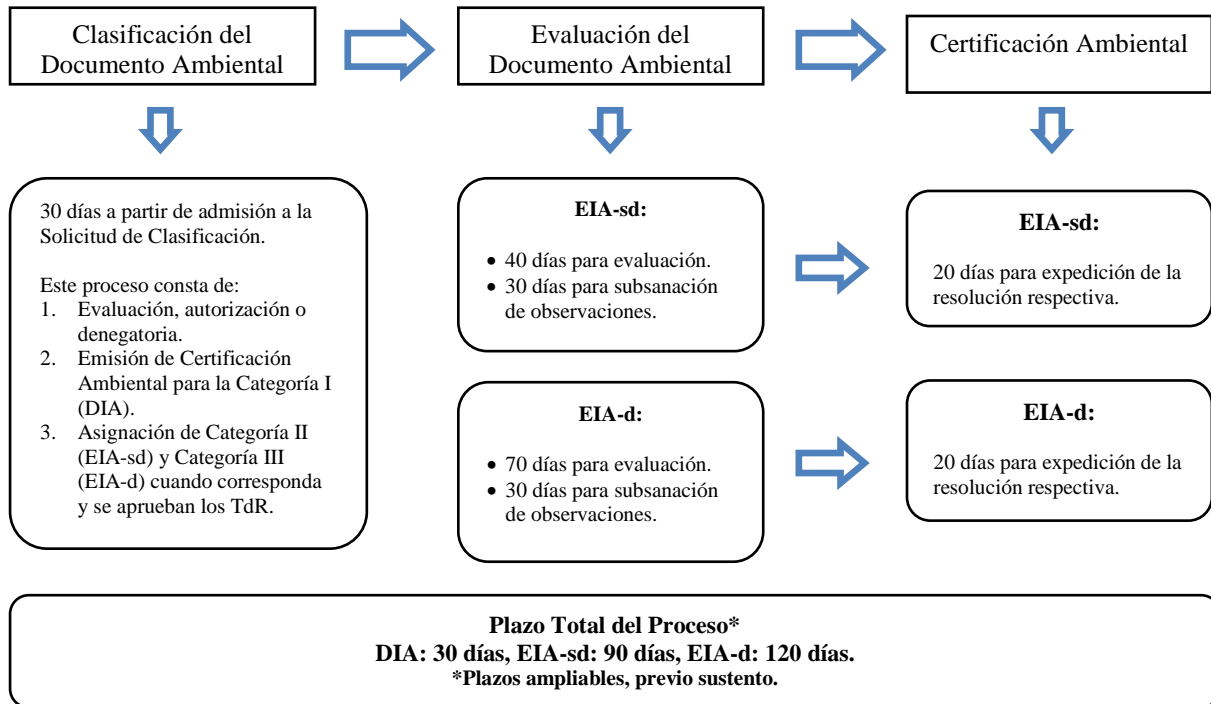 Clasificación del
Documento Ambiental
Evaluación del
Documento Ambiental
Certificación Ambiental
30 días a partir de admisión a la
Solicitud de Clasificación.
Este proceso consta de:
1. Evaluación, autorización o
denegatoria.
2. Emisión de Certificación
Ambiental para la Categoría I
(DIA).
3. Asignación de Categoría II
(EIA-sd) y Categoría III
(EIA-d) cuando corresponda
y se aprueban los TdR.
EIA-sd:
• 40 días para evaluación.
• 30 días para subsanación
de observaciones.
EIA-sd:
20 días para expedición de la
resolución respectiva.
EIA-d:
• 70 días para evaluación.
• 30 días para subsanación
de observaciones.
EIA-d:
20 días para expedición de la
resolución respectiva.
Plazo Total del Proceso*
DIA: 30 días, EIA-sd: 90 días, EIA-d: 120 días.
*Plazos ampliables, previo sustento.